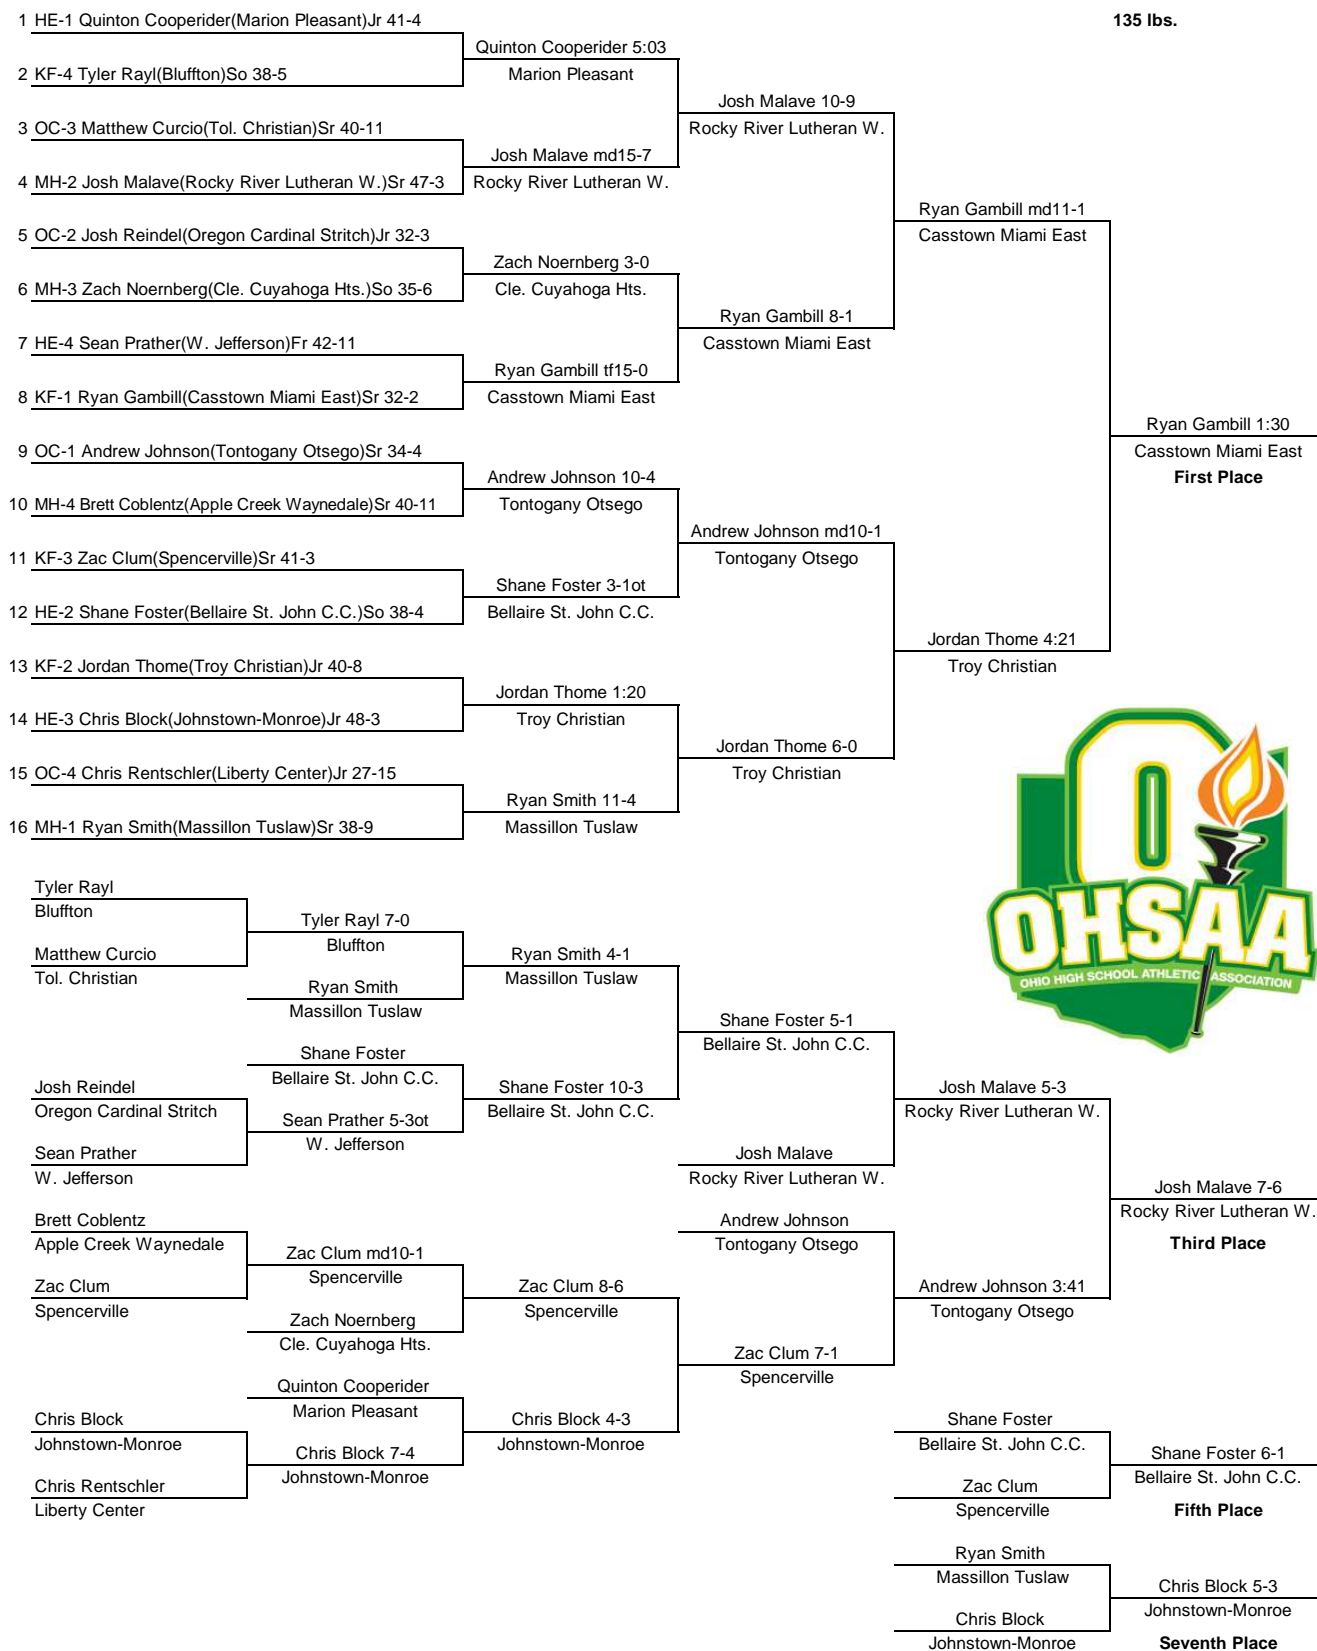 135 lbs.
1 HE-1 Quinton Cooperider(Marion Pleasant)Jr 41-4
Quinton Cooperider 5:03
2 KF-4 Tyler Rayl(Bluffton)So 38-5
Marion Pleasant
Josh Malave 10-9
3 OC-3 Matthew Curcio(Tol. Christian)Sr 40-11
Rocky River Lutheran W.
Josh Malave md15-7
4 MH-2 Josh Malave(Rocky River Lutheran W.)Sr 47-3
Rocky River Lutheran W.
Ryan Gambill md11-1
5 OC-2 Josh Reindel(Oregon Cardinal Stritch)Jr 32-3
Casstown Miami East
Zach Noernberg 3-0
6 MH-3 Zach Noernberg(Cle. Cuyahoga Hts.)So 35-6
Cle. Cuyahoga Hts.
Ryan Gambill 8-1
7 HE-4 Sean Prather(W. Jefferson)Fr 42-11
Casstown Miami East
Ryan Gambill tf15-0
8 KF-1 Ryan Gambill(Casstown Miami East)Sr 32-2
Casstown Miami East
Ryan Gambill 1:30
9 OC-1 Andrew Johnson(Tontogany Otsego)Sr 34-4
Casstown Miami East
Andrew Johnson 10-4
First Place
10 MH-4 Brett Coblentz(Apple Creek Waynedale)Sr 40-11
Tontogany Otsego
Andrew Johnson md10-1
11 KF-3 Zac Clum(Spencerville)Sr 41-3
Tontogany Otsego
Shane Foster 3-1ot
12 HE-2 Shane Foster(Bellaire St. John C.C.)So 38-4
Bellaire St. John C.C.
Jordan Thome 4:21
13 KF-2 Jordan Thome(Troy Christian)Jr 40-8
Troy Christian
Jordan Thome 1:20
14 HE-3 Chris Block(Johnstown-Monroe)Jr 48-3
Troy Christian
Jordan Thome 6-0
15 OC-4 Chris Rentschler(Liberty Center)Jr 27-15
Troy Christian
Ryan Smith 11-4
16 MH-1 Ryan Smith(Massillon Tuslaw)Sr 38-9
Massillon Tuslaw
O
OHSAA
OHIO HIGH SCHOOL ATHLETIC ASSOCIATION
Tyler Rayl
Bluffton
Tyler Rayl 7-0
Bluffton
Matthew Curcio
Tol. Christian
Ryan Smith 4-1
Massillon Tuslaw
Ryan Smith
Massillon Tuslaw
Shane Foster 5-1
Bellaire St. John C.C.
Shane Foster
Bellaire St. John C.C.
Josh Reindel
Oregon Cardinal Stritch
Shane Foster 10-3
Bellaire St. John C.C.
Josh Malave 5-3
Rocky River Lutheran W.
Sean Prather 5-3ot
W. Jefferson
Sean Prather
W. Jefferson
Josh Malave
Rocky River Lutheran W.
Josh Malave 7-6
Rocky River Lutheran W.
Third Place
Brett Coblentz
Apple Creek Waynedale
Andrew Johnson
Tontogany Otsego
Zac Clum md10-1
Spencerville
Zac Clum
Spencerville
Zac Clum 8-6
Spencerville
Andrew Johnson 3:41
Tontogany Otsego
Zach Noernberg
Cle. Cuyahoga Hts.
Zac Clum 7-1
Spencerville
Quinton Cooperider
Marion Pleasant
Chris Block
Johnstown-Monroe
Chris Block 4-3
Johnstown-Monroe
Shane Foster
Bellaire St. John C.C.
Chris Block 7-4
Johnstown-Monroe
Shane Foster 6-1
Bellaire St. John C.C.
Chris Rentschler
Liberty Center
Zac Clum
Spencerville
Fifth Place
Ryan Smith
Massillon Tuslaw
Chris Block 5-3
Johnstown-Monroe
Chris Block
Johnstown-Monroe
Seventh Place